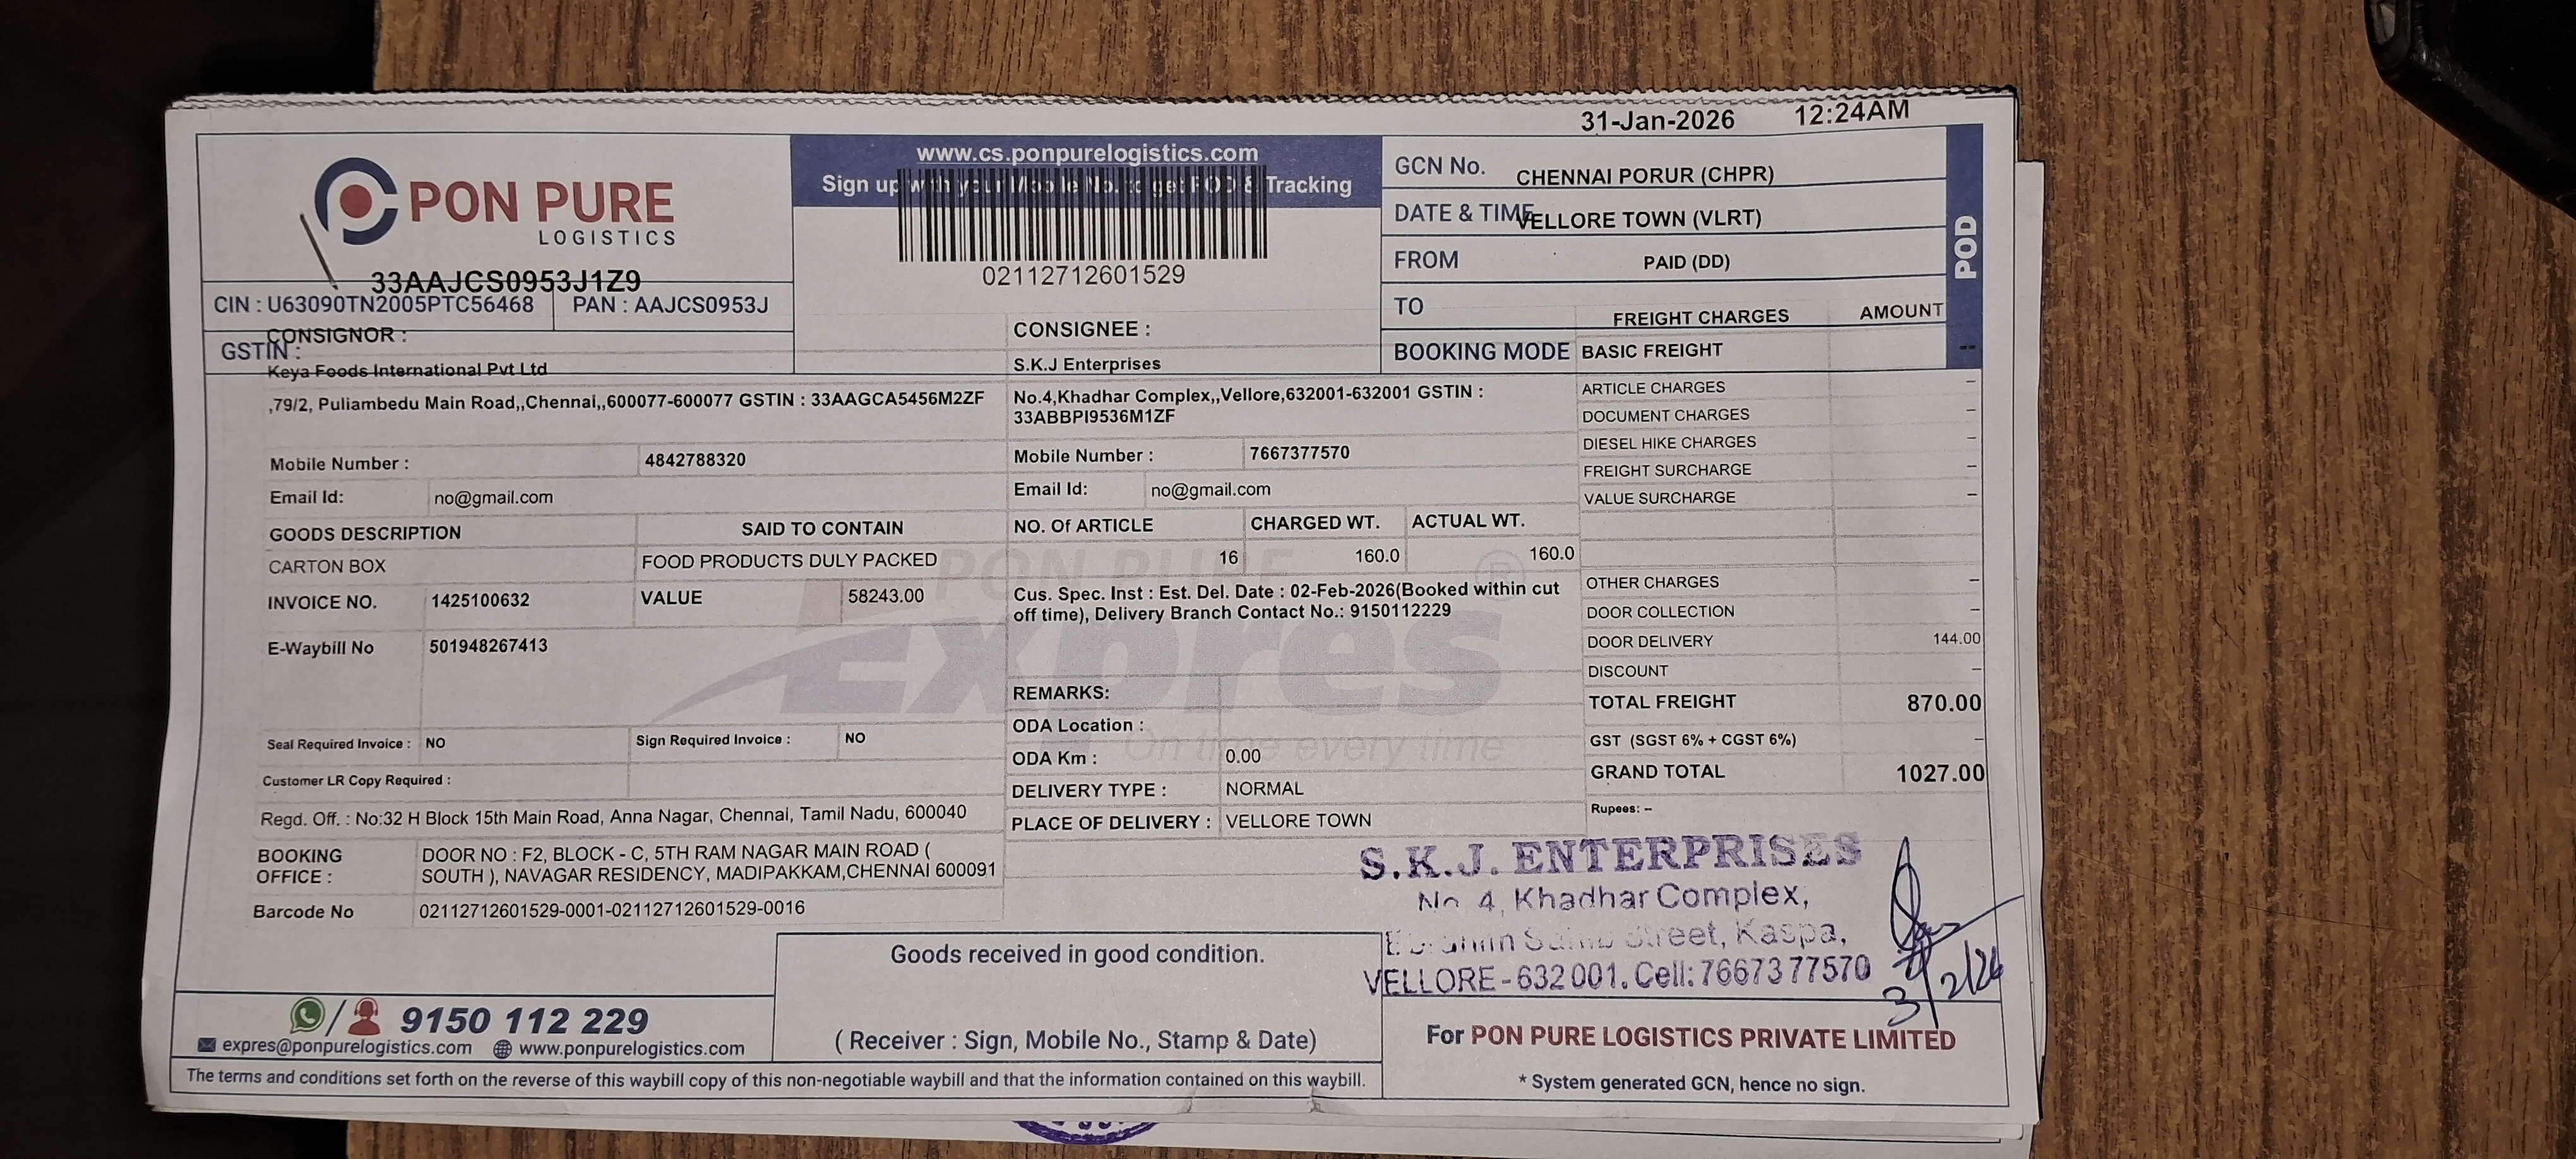 31-Jan-2026 12:24AM
PON PURE
LOGISTICS
33AAJCS0953J1Z9
CIN : U63090TN2005PTC56468 PAN : AAJCS0953J
GSTIN :
www.cs.ponpurelogistics.com
Sign up with your Mobile No. to get POD & Tracking
02112712601529
GCN No. CHENNAI PORUR (CHPR)
DATE & TIME VELLORE TOWN (VLRT)
FROM PAID (DD)
TO
BOOKING MODE
POD
CONSIGNOR :
Keya Foods International Pvt Ltd
,79/2, Puliambedu Main Road,,Chennai,,600077-600077 GSTIN : 33AAGCA5456M2ZF
Mobile Number : 4842788320
Email Id: no@gmail.com
CONSIGNEE :
S.K.J Enterprises
No.4,Khadhar Complex,,Vellore,632001-632001 GSTIN :
33ABBPI9536M1ZF
Mobile Number : 7667377570
Email Id: no@gmail.com
GOODS DESCRIPTION SAID TO CONTAIN
CARTON BOX FOOD PRODUCTS DULY PACKED
INVOICE NO. 1425100632 VALUE 58243.00
E-Waybill No 501948267413
Seal Required Invoice : NO Sign Required Invoice : NO
Customer LR Copy Required :
Regd. Off. : No:32 H Block 15th Main Road, Anna Nagar, Chennai, Tamil Nadu, 600040
BOOKING OFFICE : DOOR NO : F2, BLOCK - C, 5TH RAM NAGAR MAIN ROAD (
SOUTH ), NAVAGAR RESIDENCY, MADIPAKKAM,CHENNAI 600091
Barcode No 02112712601529-0001-02112712601529-0016
NO. Of ARTICLE CHARGED WT. ACTUAL WT.
16 160.0 160.0
Cus. Spec. Inst : Est. Del. Date : 02-Feb-2026(Booked within cut
off time), Delivery Branch Contact No.: 9150112229
PON PURE
Expres ®
On time every time
REMARKS:
ODA Location :
ODA Km : 0.00
DELIVERY TYPE : NORMAL
PLACE OF DELIVERY : VELLORE TOWN
FREIGHT CHARGES AMOUNT
BASIC FREIGHT --
ARTICLE CHARGES –
DOCUMENT CHARGES –
DIESEL HIKE CHARGES –
FREIGHT SURCHARGE –
VALUE SURCHARGE –
OTHER CHARGES –
DOOR COLLECTION –
DOOR DELIVERY 144.00
DISCOUNT –
TOTAL FREIGHT 870.00
GST (SGST 6% + CGST 6%) –
GRAND TOTAL 1027.00
Rupees: –
S.K.J. ENTERPRISES
No. 4, Khadhar Complex,
Street, Kaspa,
VELLORE - 632 001. Cell: 7667377570
3/2/26
Goods received in good condition.
( Receiver : Sign, Mobile No., Stamp & Date)
9150 112 229
expres@ponpurelogistics.com www.ponpurelogistics.com
For PON PURE LOGISTICS PRIVATE LIMITED
* System generated GCN, hence no sign.
The terms and conditions set forth on the reverse of this waybill copy of this non-negotiable waybill and that the information contained on this waybill.